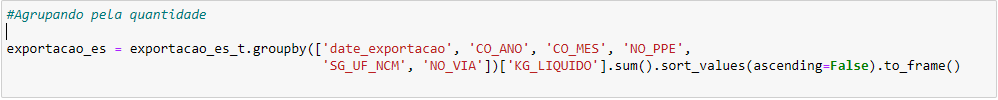 #Agrupando pela quantidade
exportacao_es = exportacao_es_t.groupby(['date_exportacao', 'CO_ANO', 'CO_MES', 'NO_PPE',
'SG_UF_NCM', 'NO_VIA'])['KG_LIQUIDO'].sum().sort_values(ascending=False).to_frame()